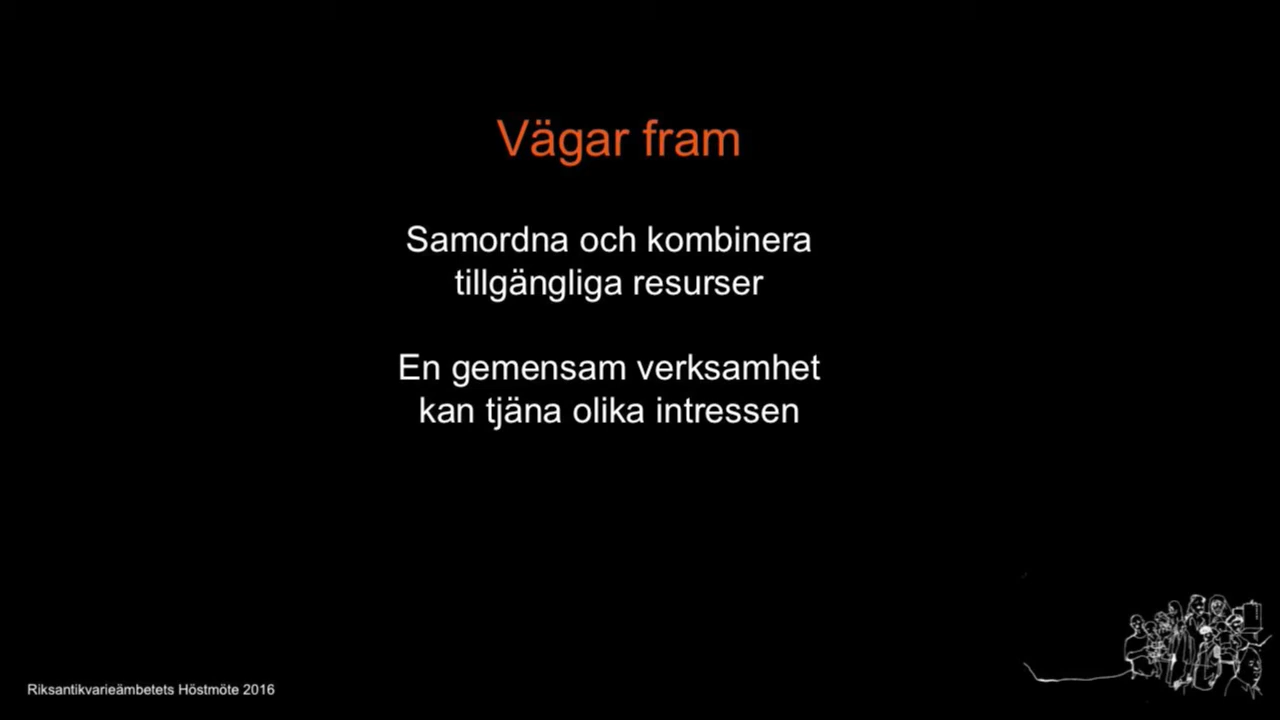 Vägar fram
Samordna och kombinera
tillgängliga resurser
En gemensam verksamhet
kan tjäna olika intressen
Riksantikvarieämbetets Höstmöte 2016